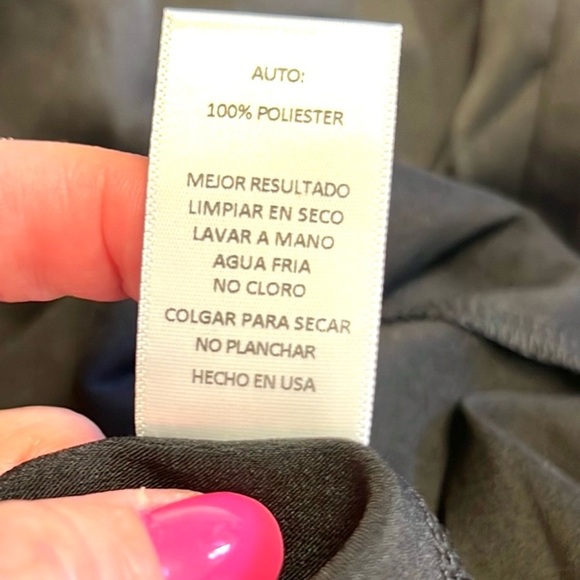 AUTO:
100% POLIESTER
MEJOR RESULTADO
LIMPIAR EN SECO
LAVAR A MANO
AGUA FRIA
NO CLORO
COLGAR PARA SECAR
NO PLANCHAR
HECHO EN USA